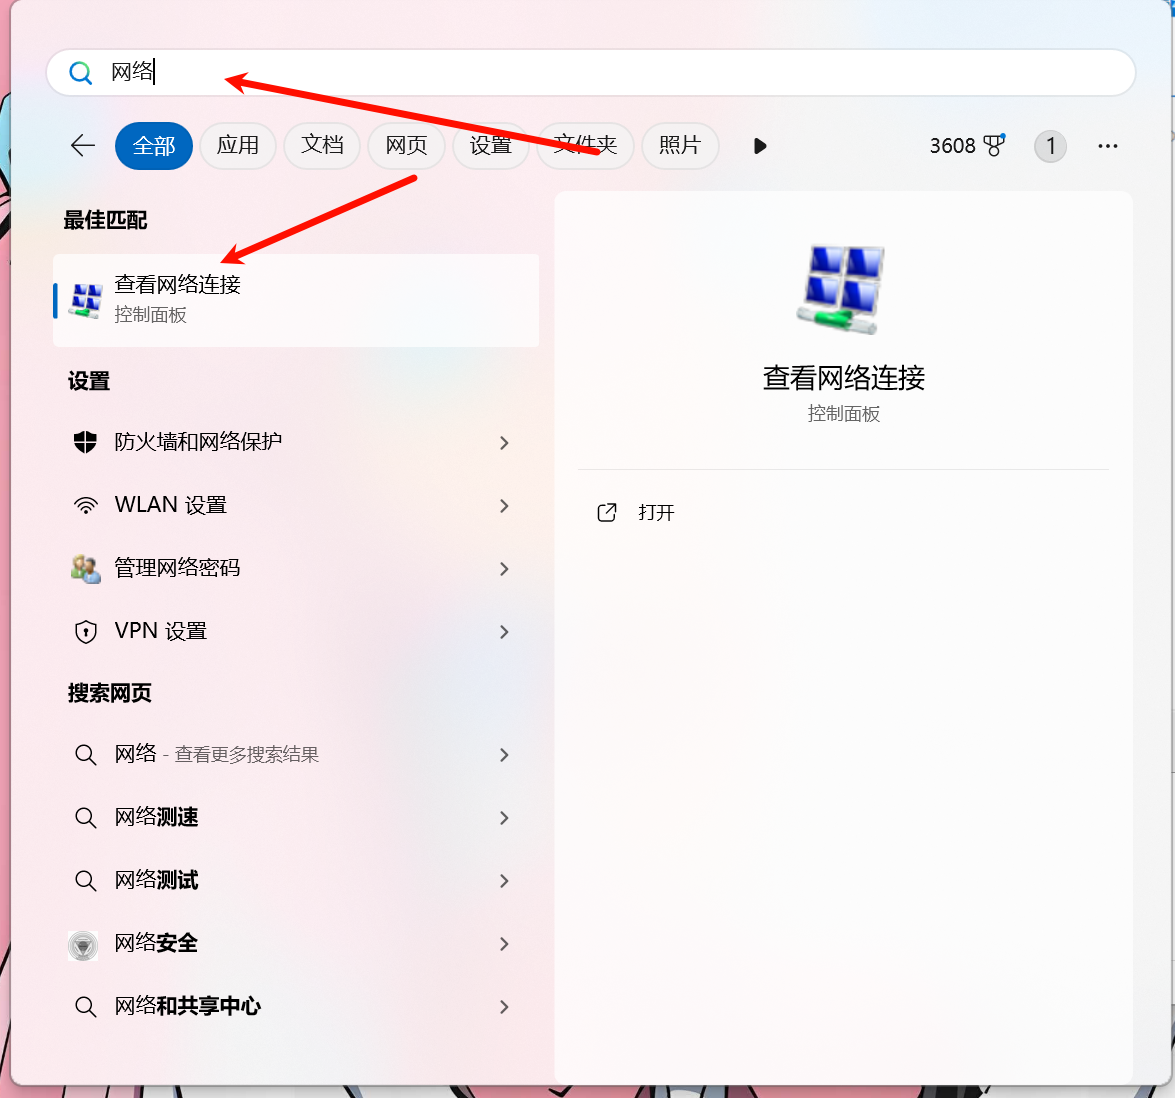 网络
全部 应用 文档 网页 设置 文件夹 照片 3608 1
最佳匹配
查看网络连接
控制面板
设置
防火墙和网络保护
WLAN 设置
管理网络密码
VPN 设置
搜索网页
网络 - 查看更多搜索结果
网络测速
网络测试
网络安全
网络和共享中心
查看网络连接
控制面板
打开